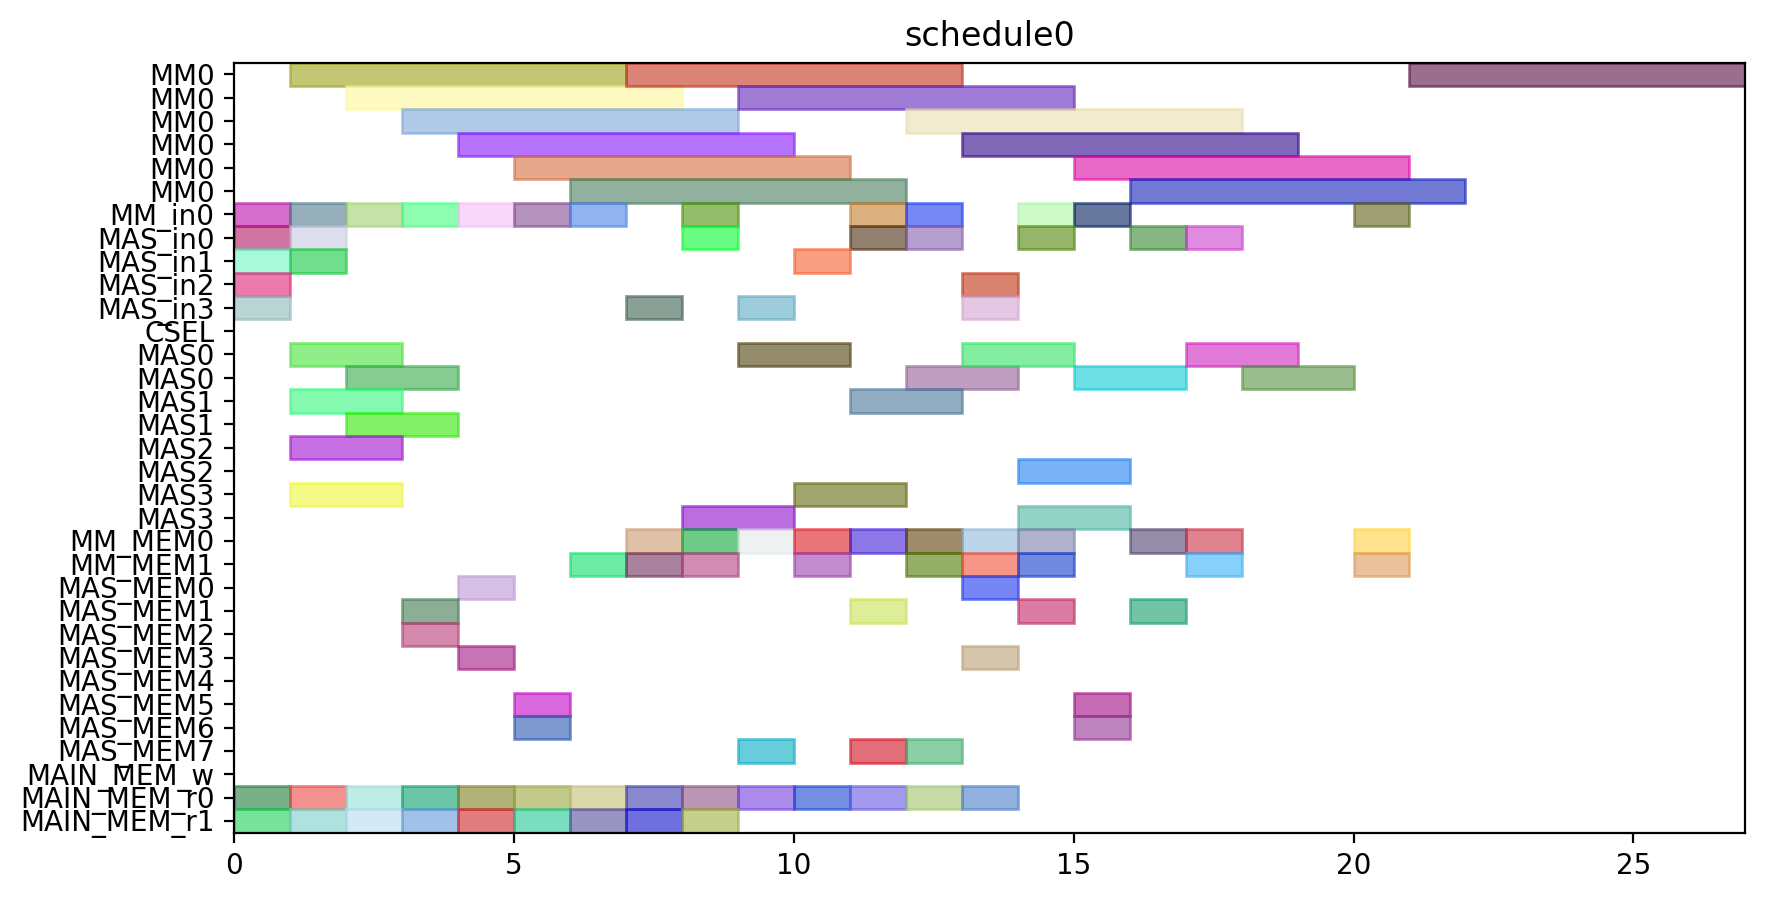 schedule0
MM0
MM0
MM0
MM0
MM0
MM0
MM_in0
MAS_in0
MAS_in1
MAS_in2
MAS_in3
CSEL
MAS0
MAS0
MAS1
MAS1
MAS2
MAS2
MAS3
MAS3
MM_MEM0
MM_MEM1
MAS_MEM0
MAS_MEM1
MAS_MEM2
MAS_MEM3
MAS_MEM4
MAS_MEM5
MAS_MEM6
MAS_MEM7
MAIN_MEM_w
MAIN_MEM_r0
MAIN_MEM_r1
0 5 10 15 20 25